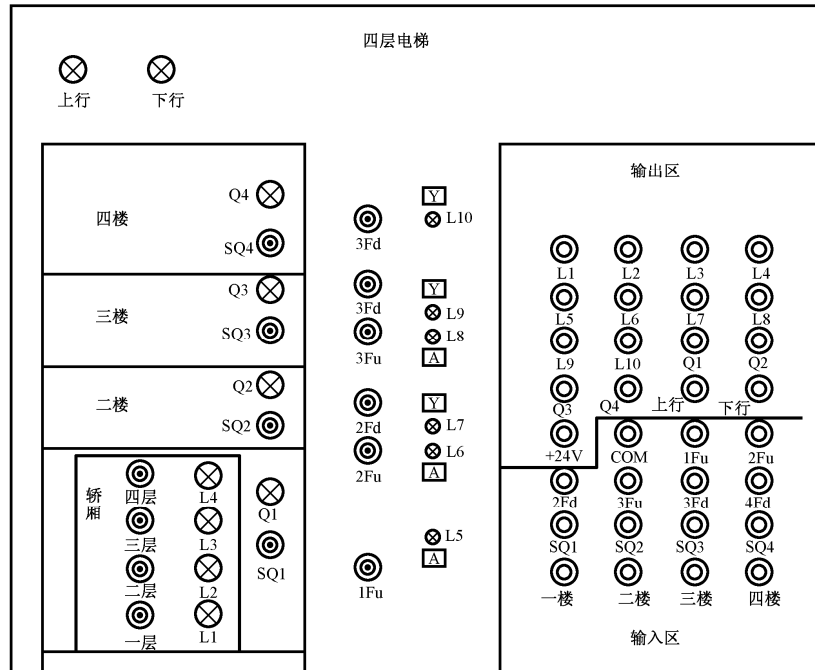 四层电梯
上行
下行
四楼
Q4
SQ4
三楼
Q3
SQ3
二楼
Q2
SQ2
轿
厢
四层
L4
三层
L3
二层
L2
一层
L1
Q1
SQ1
Y
L10
3Fd
Y
3Fd
L9
L8
3Fu
A
Y
2Fd
L7
L6
2Fu
A
L5
A
1Fu
输出区
L1 L2 L3 L4
L5 L6 L7 L8
L9 L10 Q1 Q2
Q3 Q4 上行 下行
+24V COM 1Fu 2Fu
2Fd 3Fu 3Fd 4Fd
SQ1 SQ2 SQ3 SQ4
一楼 二楼 三楼 四楼
输入区